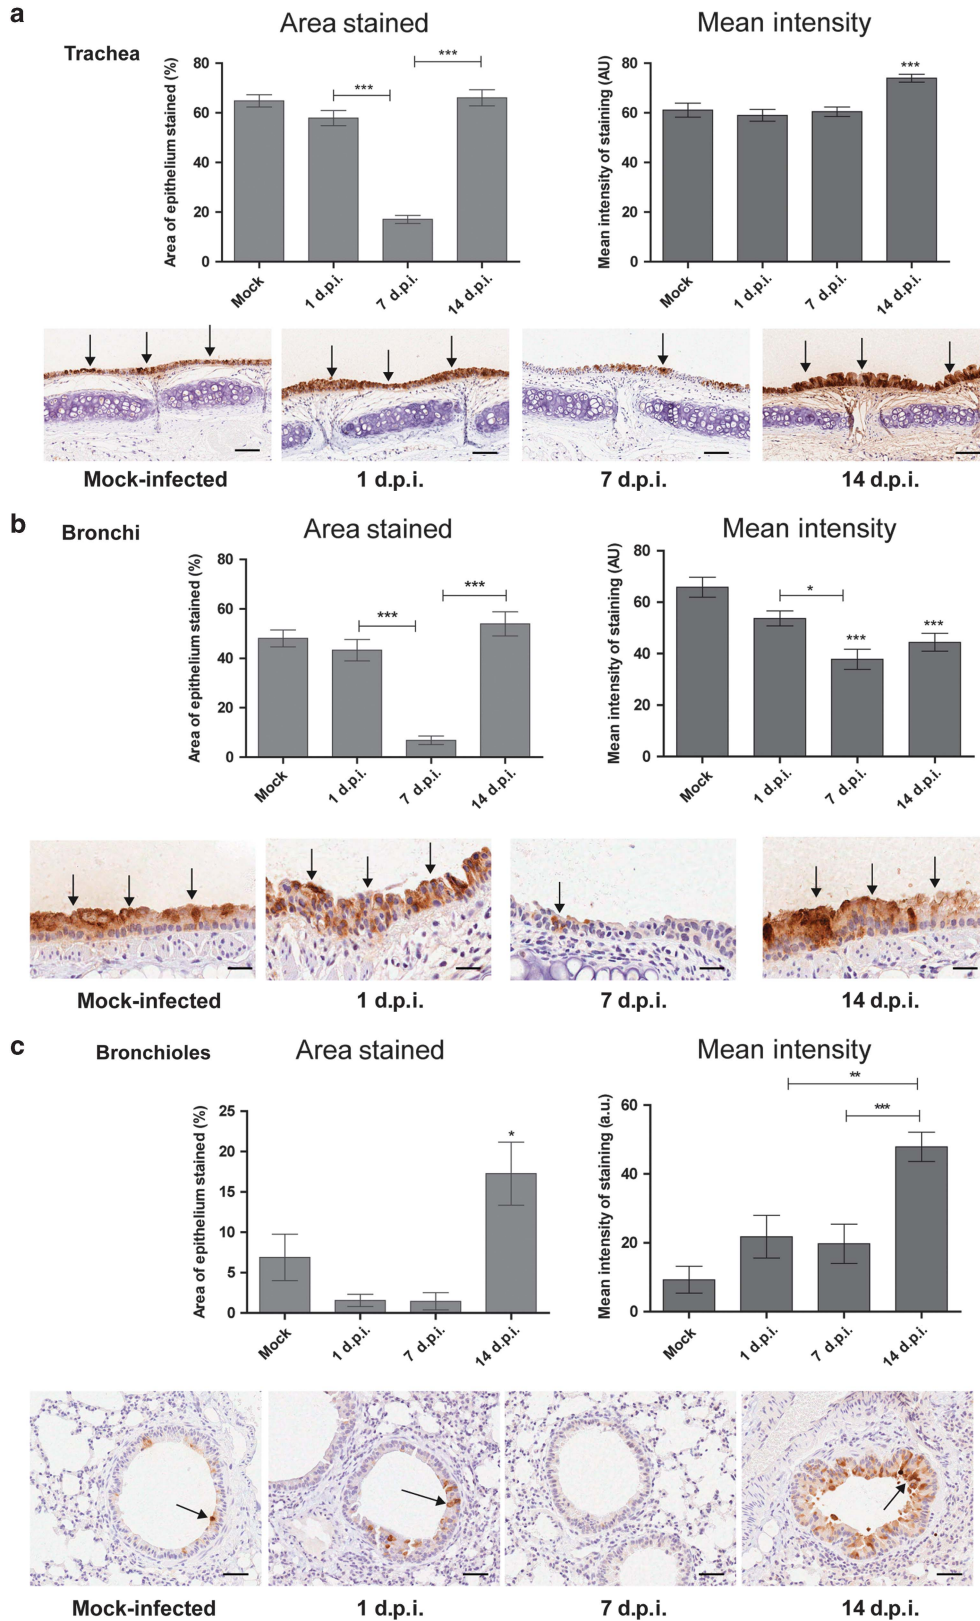 a
Area stained
Mean intensity
Trachea
Area of epithelium stained (%)
80
60
40
20
0
***
***
Mock
1 d.p.i.
7 d.p.i.
14 d.p.i.
Mean intensity of staining (AU)
80
60
40
20
0
***
Mock
1 d.p.i.
7 d.p.i.
14 d.p.i.
Mock-infected
1 d.p.i.
7 d.p.i.
14 d.p.i.
b
Bronchi
Area stained
Mean intensity
Area of epithelium stained (%)
80
60
40
20
0
***
***
Mock
1 d.p.i.
7 d.p.i.
14 d.p.i.
Mean intensity of staining (AU)
80
60
40
20
0
*
***
***
Mock
1 d.p.i.
7 d.p.i.
14 d.p.i.
Mock-infected
1 d.p.i.
7 d.p.i.
14 d.p.i.
c
Bronchioles
Area stained
Mean intensity
Area of epithelium stained (%)
25
20
15
10
5
0
*
Mock
1 d.p.i.
7 d.p.i.
14 d.p.i.
Mean intensity of staining (a.u.)
60
40
20
0
**
***
Mock
1 d.p.i.
7 d.p.i.
14 d.p.i.
Mock-infected
1 d.p.i.
7 d.p.i.
14 d.p.i.